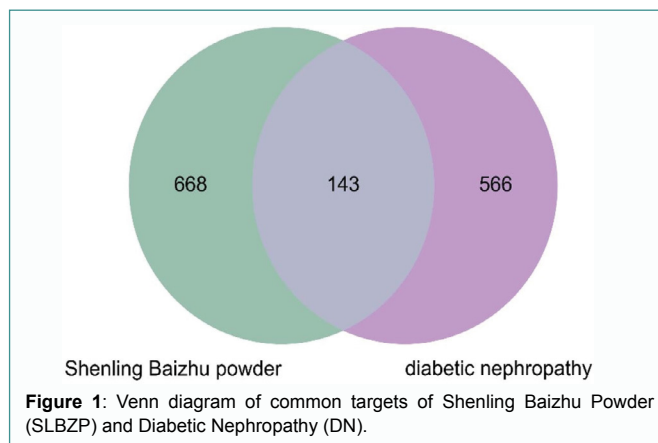 668 143 566
Shenling Baizhu powder diabetic nephropathy
Figure 1: Venn diagram of common targets of Shenling Baizhu Powder
(SLBZP) and Diabetic Nephropathy (DN).